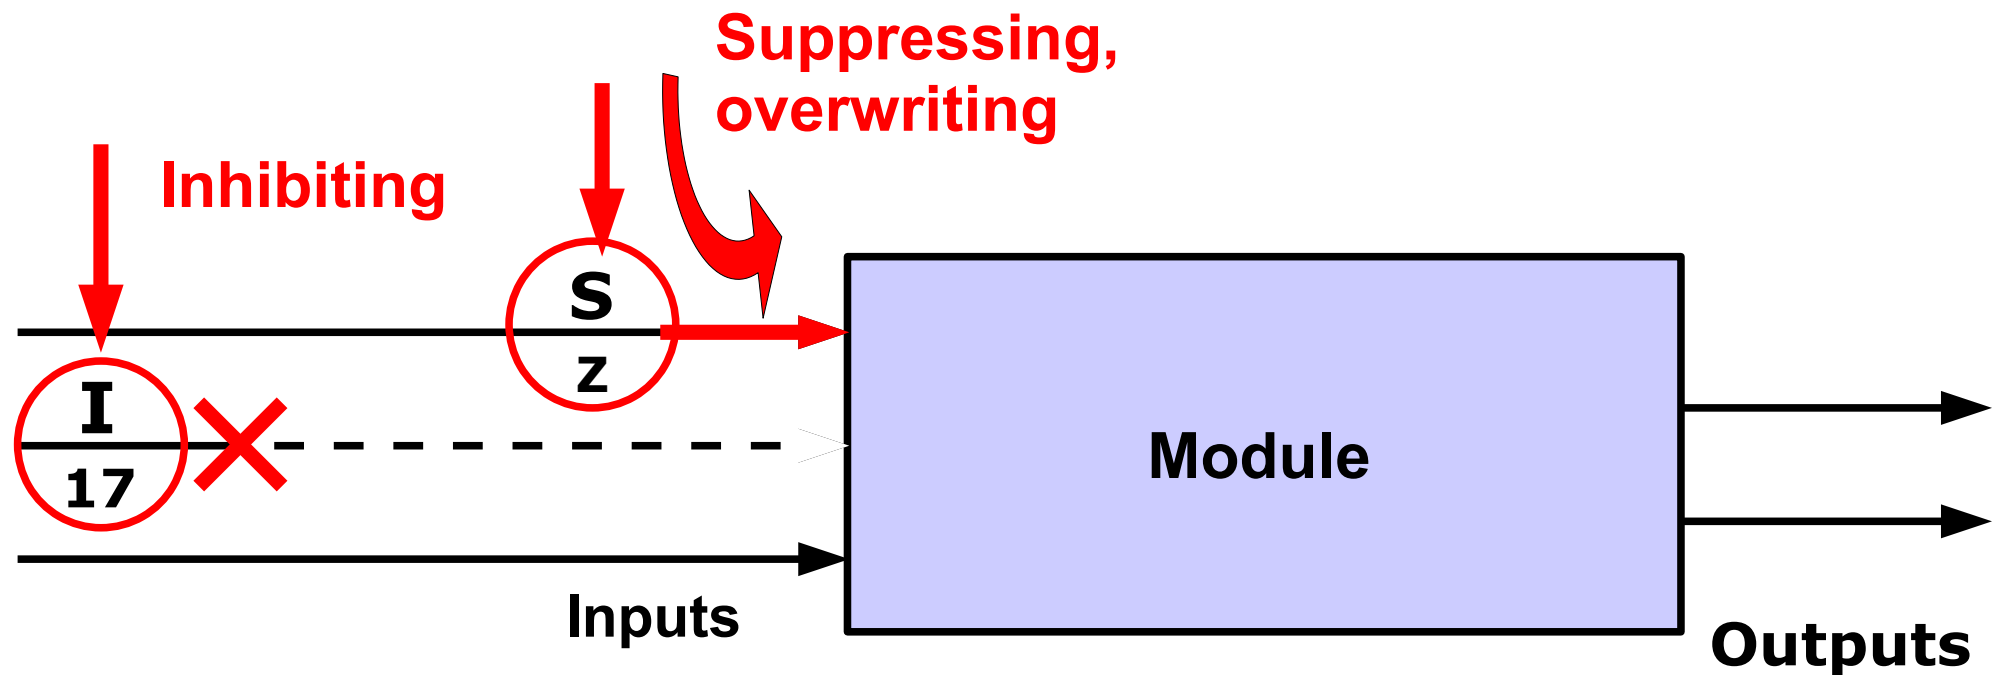 Suppressing,
overwriting
Inhibiting
S
z
I
17
Module
Inputs
Outputs